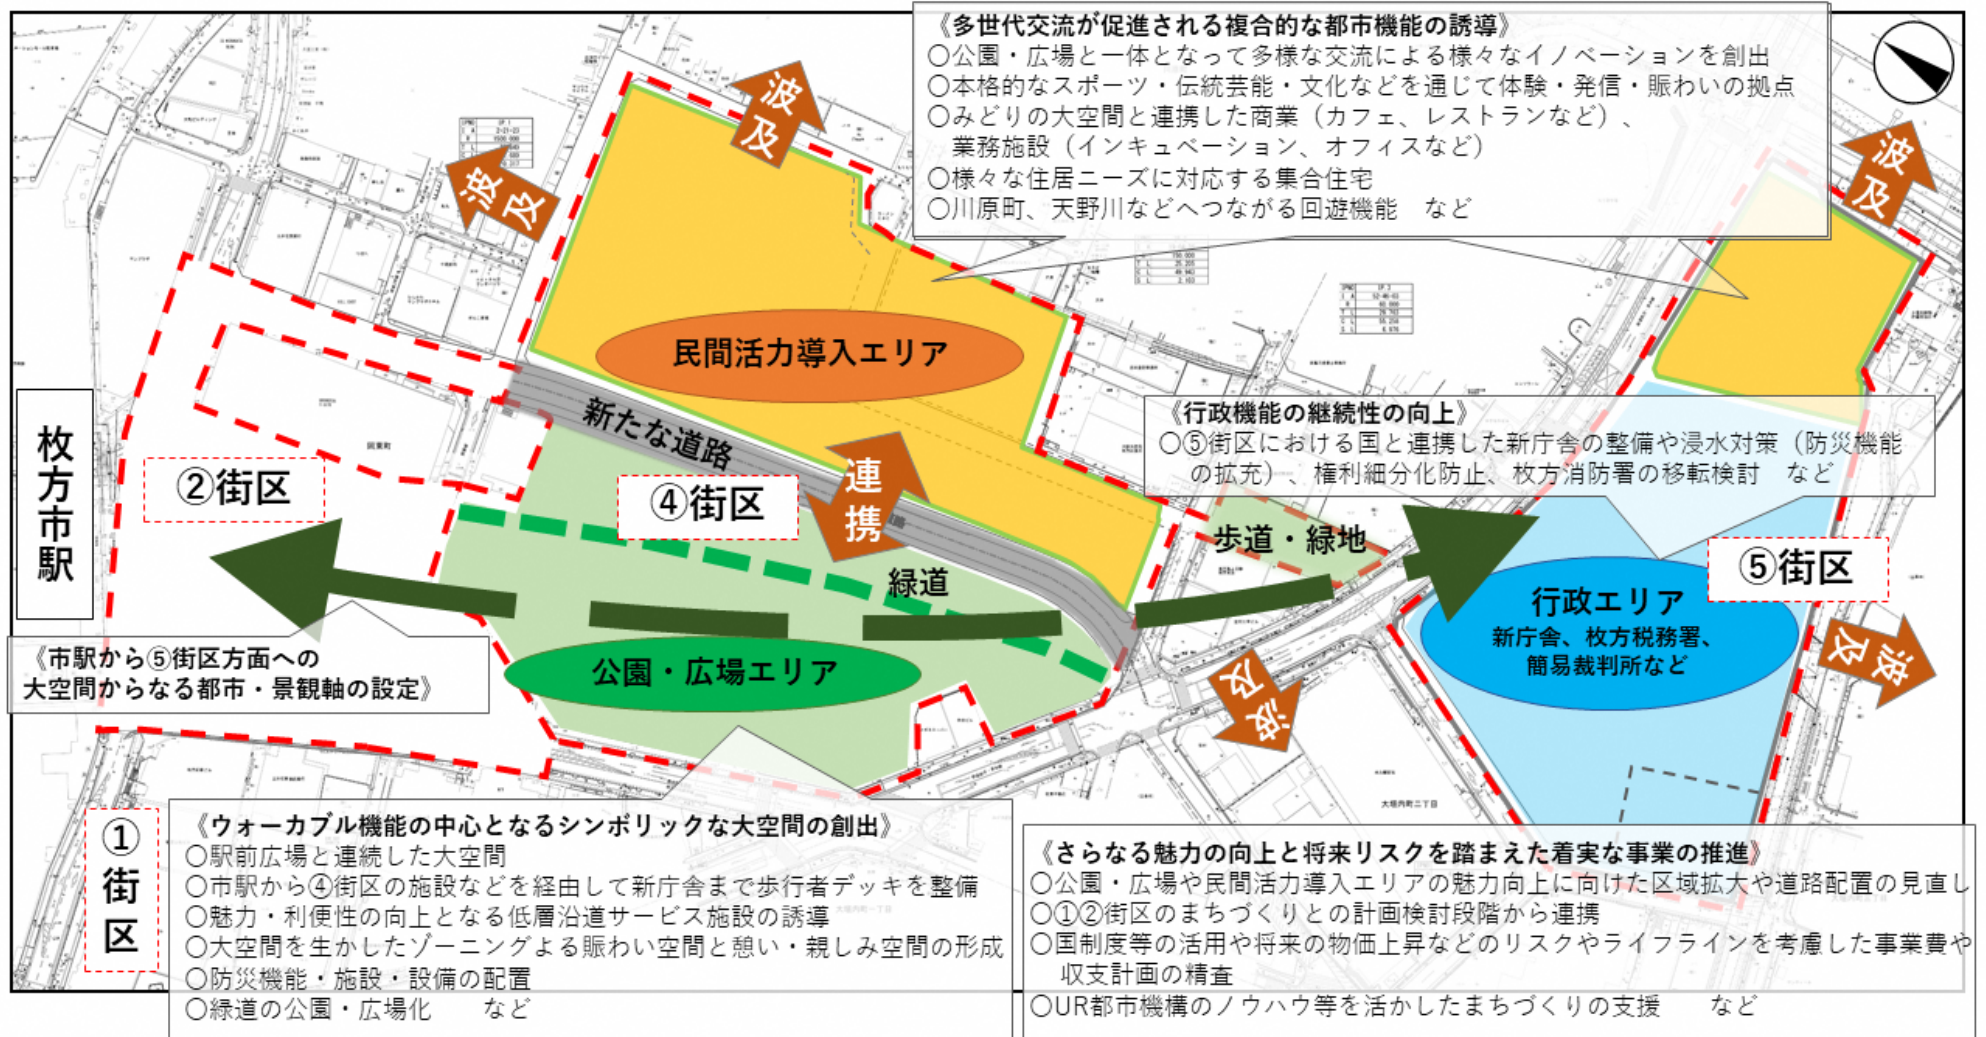 《多世代交流が促進される複合的な都市機能の誘導》
○公園・広場と一体となって多様な交流による様々なイノベーションを創出
○本格的なスポーツ・伝統芸能・文化などを通じて体験・発信・賑わいの拠点
○みどりの大空間と連携した商業（カフェ、レストランなど）、
業務施設（インキュベーション、オフィスなど）
○様々な住居ニーズに対応する集合住宅
○川原町、天野川などへつながる回遊機能　など
波及
波及
波及
民間活力導入エリア
新たな道路
《行政機能の継続性の向上》
○⑤街区における国と連携した新庁舎の整備や浸水対策（防災機能
の拡充）、権利細分化防止、枚方消防署の移転検討　など
枚方市駅
岡東町
②街区
④街区
連携
歩道・緑地
⑤街区
緑道
行政エリア
新庁舎、枚方税務署、
簡易裁判所など
波及
波及
公園・広場エリア
《市駅から⑤街区方面への
大空間からなる都市・景観軸の設定》
大垣内町二丁目
①街区
《ウォーカブル機能の中心となるシンボリックな大空間の創出》
○駅前広場と連続した大空間
○市駅から④街区の施設などを経由して新庁舎まで歩行者デッキを整備
○魅力・利便性の向上となる低層沿道サービス施設の誘導
○大空間を生かしたゾーニングよる賑わい空間と憩い・親しみ空間の形成
○防災機能・施設・設備の配置
○緑道の公園・広場化　　など
《さらなる魅力の向上と将来リスクを踏まえた着実な事業の推進》
○公園・広場や民間活力導入エリアの魅力向上に向けた区域拡大や道路配置の見直し
○①②街区のまちづくりとの計画検討段階から連携
○国制度等の活用や将来の物価上昇などのリスクやライフラインを考慮した事業費や
収支計画の精査
○UR都市機構のノウハウ等を活かしたまちづくりの支援　　など